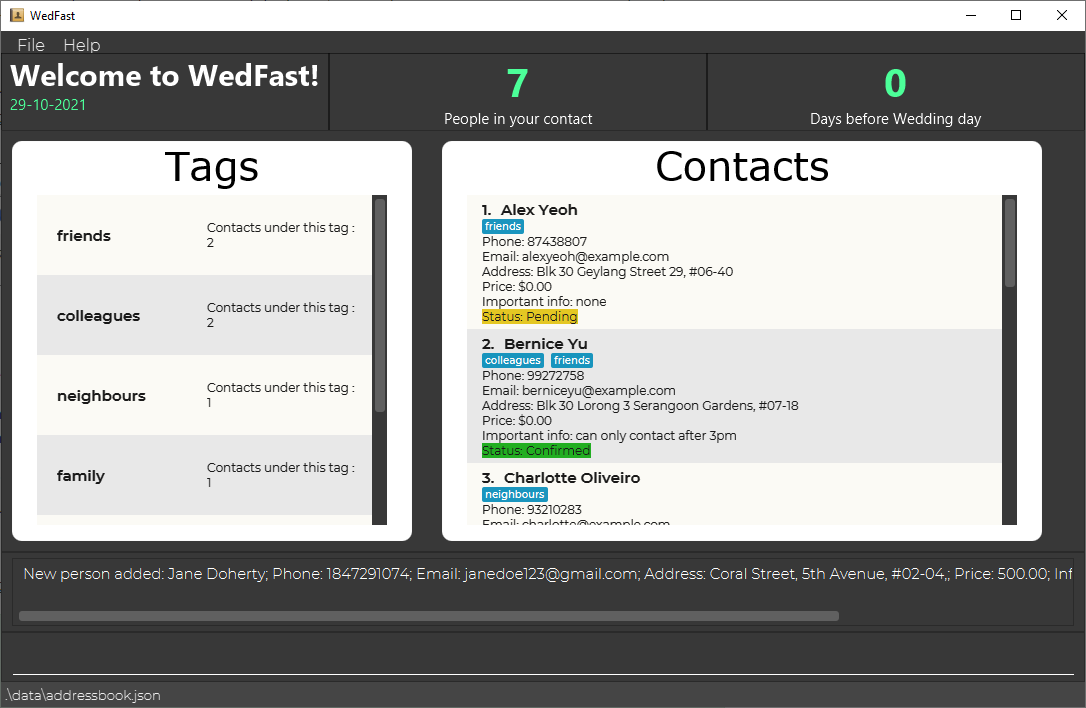 WedFast
File Help
Welcome to WedFast!
29-10-2021
7
People in your contact
0
Days before Wedding day
Tags
friends
Contacts under this tag :
2
colleagues
Contacts under this tag :
2
neighbours
Contacts under this tag :
1
family
Contacts under this tag :
1
Contacts
1. Alex Yeoh
friends
Phone: 87438807
Email: alexyeoh@example.com
Address: Blk 30 Geylang Street 29, #06-40
Price: $0.00
Important info: none
Status: Pending
2. Bernice Yu
colleagues friends
Phone: 99272758
Email: berniceyu@example.com
Address: Blk 30 Lorong 3 Serangoon Gardens, #07-18
Price: $0.00
Important info: can only contact after 3pm
Status: Confirmed
3. Charlotte Oliveiro
neighbours
Phone: 93210283
Email: charlotte@example.com
New person added: Jane Doherty; Phone: 1847291074; Email: janedoe123@gmail.com; Address: Coral Street, 5th Avenue, #02-04,; Price: 500.00; Inf
.\data\addressbook.json